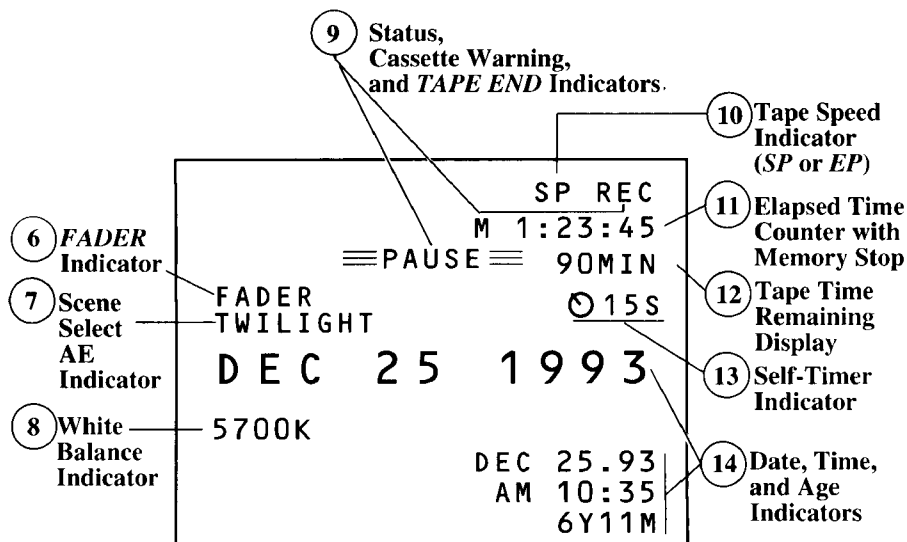 9 Status,
Cassette Warning,
and TAPE END Indicators
10 Tape Speed
Indicator
(SP or EP)
SP REC
M 1:23:45
11 Elapsed Time
Counter with
Memory Stop
6 FADER
Indicator
PAUSE
90MIN
12 Tape Time
Remaining
Display
7 Scene
Select
AE
Indicator
FADER
TWILIGHT
15S
13 Self-Timer
Indicator
DEC 25 1993
8 White
Balance
Indicator
5700K
DEC 25.93
AM 10:35
6Y11M
14 Date, Time,
and Age
Indicators